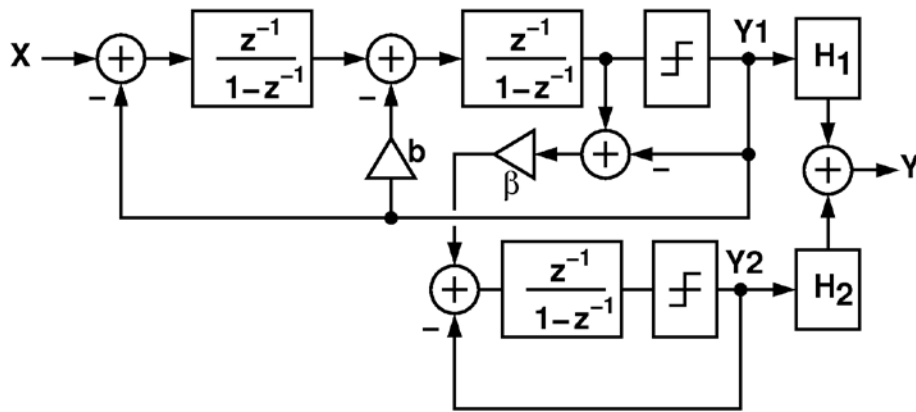 X
+
−
z⁻¹
1−z⁻¹
+
−
z⁻¹
1−z⁻¹
Y1
H₁
b
β
+
−
+
Y
+
−
z⁻¹
1−z⁻¹
Y2
H₂